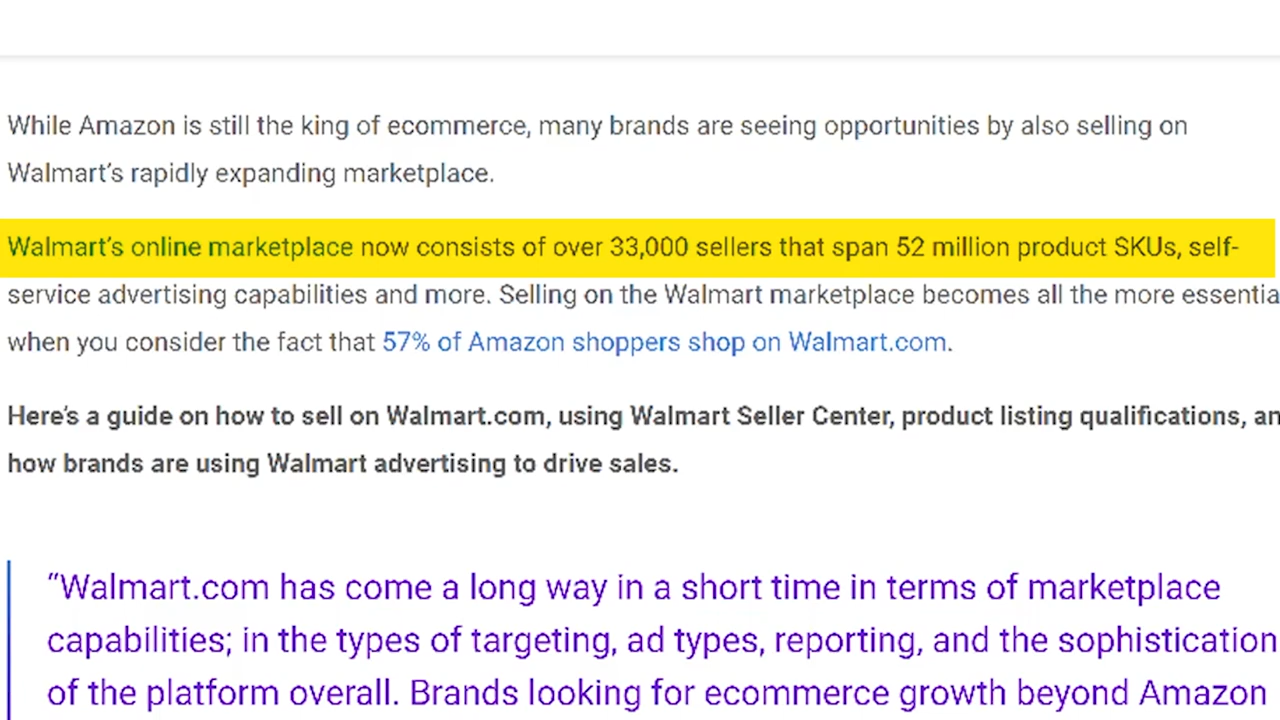 While Amazon is still the king of ecommerce, many brands are seeing opportunities by also selling on
Walmart’s rapidly expanding marketplace.
Walmart’s online marketplace now consists of over 33,000 sellers that span 52 million product SKUs, self-
service advertising capabilities and more. Selling on the Walmart marketplace becomes all the more essentia
when you consider the fact that 57% of Amazon shoppers shop on Walmart.com.
Here’s a guide on how to sell on Walmart.com, using Walmart Seller Center, product listing qualifications, an
how brands are using Walmart advertising to drive sales.
“Walmart.com has come a long way in a short time in terms of marketplace
capabilities; in the types of targeting, ad types, reporting, and the sophistication
of the platform overall. Brands looking for ecommerce growth beyond Amazon